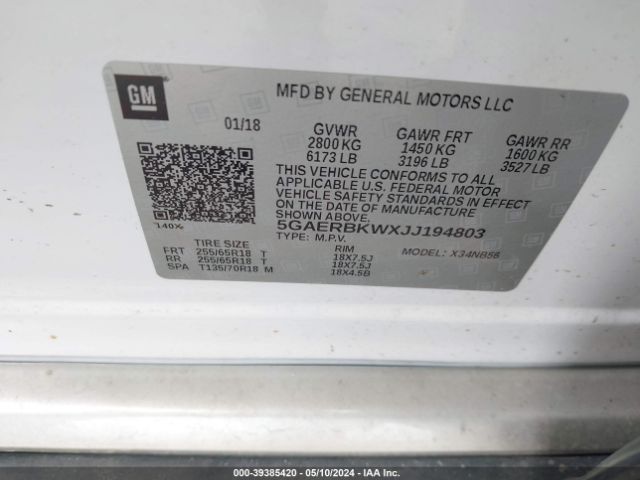 GM
MFD BY GENERAL MOTORS LLC
01/18
GVWR GAWR FRT GAWR RR
2800 KG 1450 KG 1600 KG
6173 LB 3196 LB 3527 LB
THIS VEHICLE CONFORMS TO ALL
APPLICABLE U.S. FEDERAL MOTOR
VEHICLE SAFETY STANDARDS IN EFFECT
ON THE DATE OF MANUFACTURE
SHOWN ABOVE.
140X
5GAERBKWXJJ194803
TYPE: M.P.V. MODEL: X34NB56
TIRE SIZE RIM
FRT 255/65R18 T 18X7.5J
RR 255/65R18 T 18X7.5J
SPA T135/70R18 M 18X4.5B
000-39385420 - 05/10/2024 - IAA Inc.